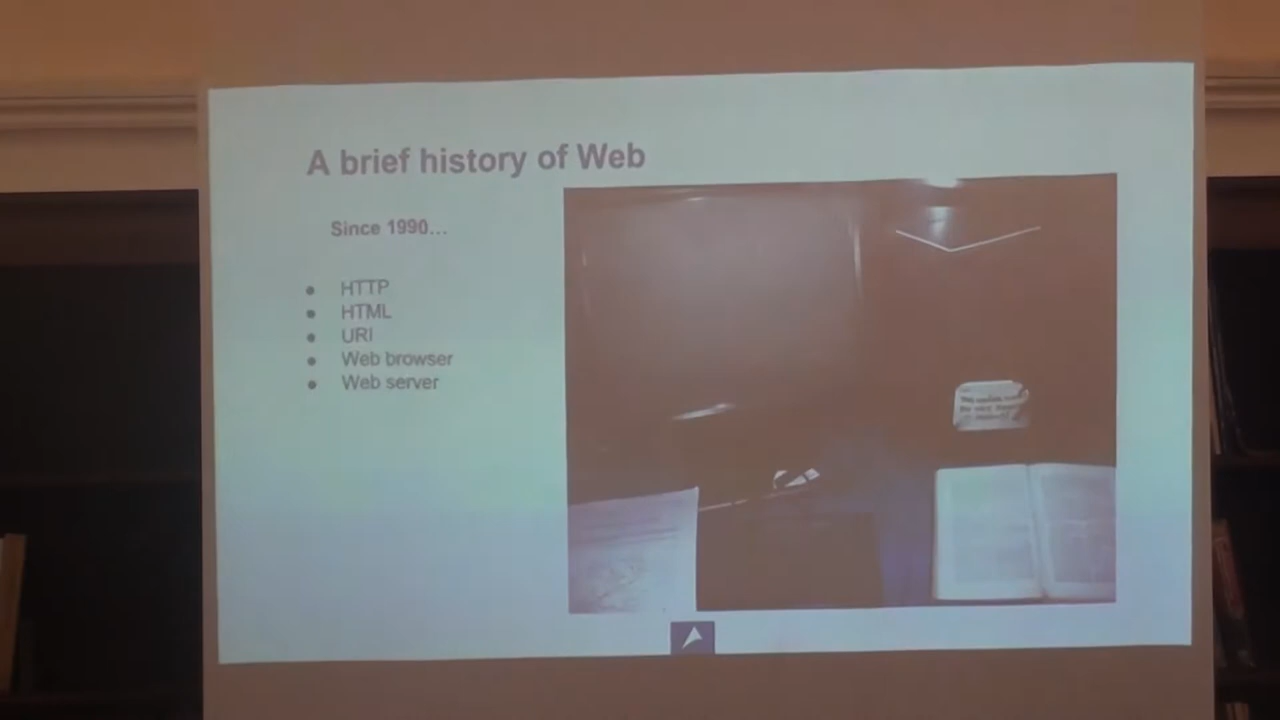 A brief history of Web
Since 1990...
● HTTP
● HTML
● URI
● Web browser
● Web server